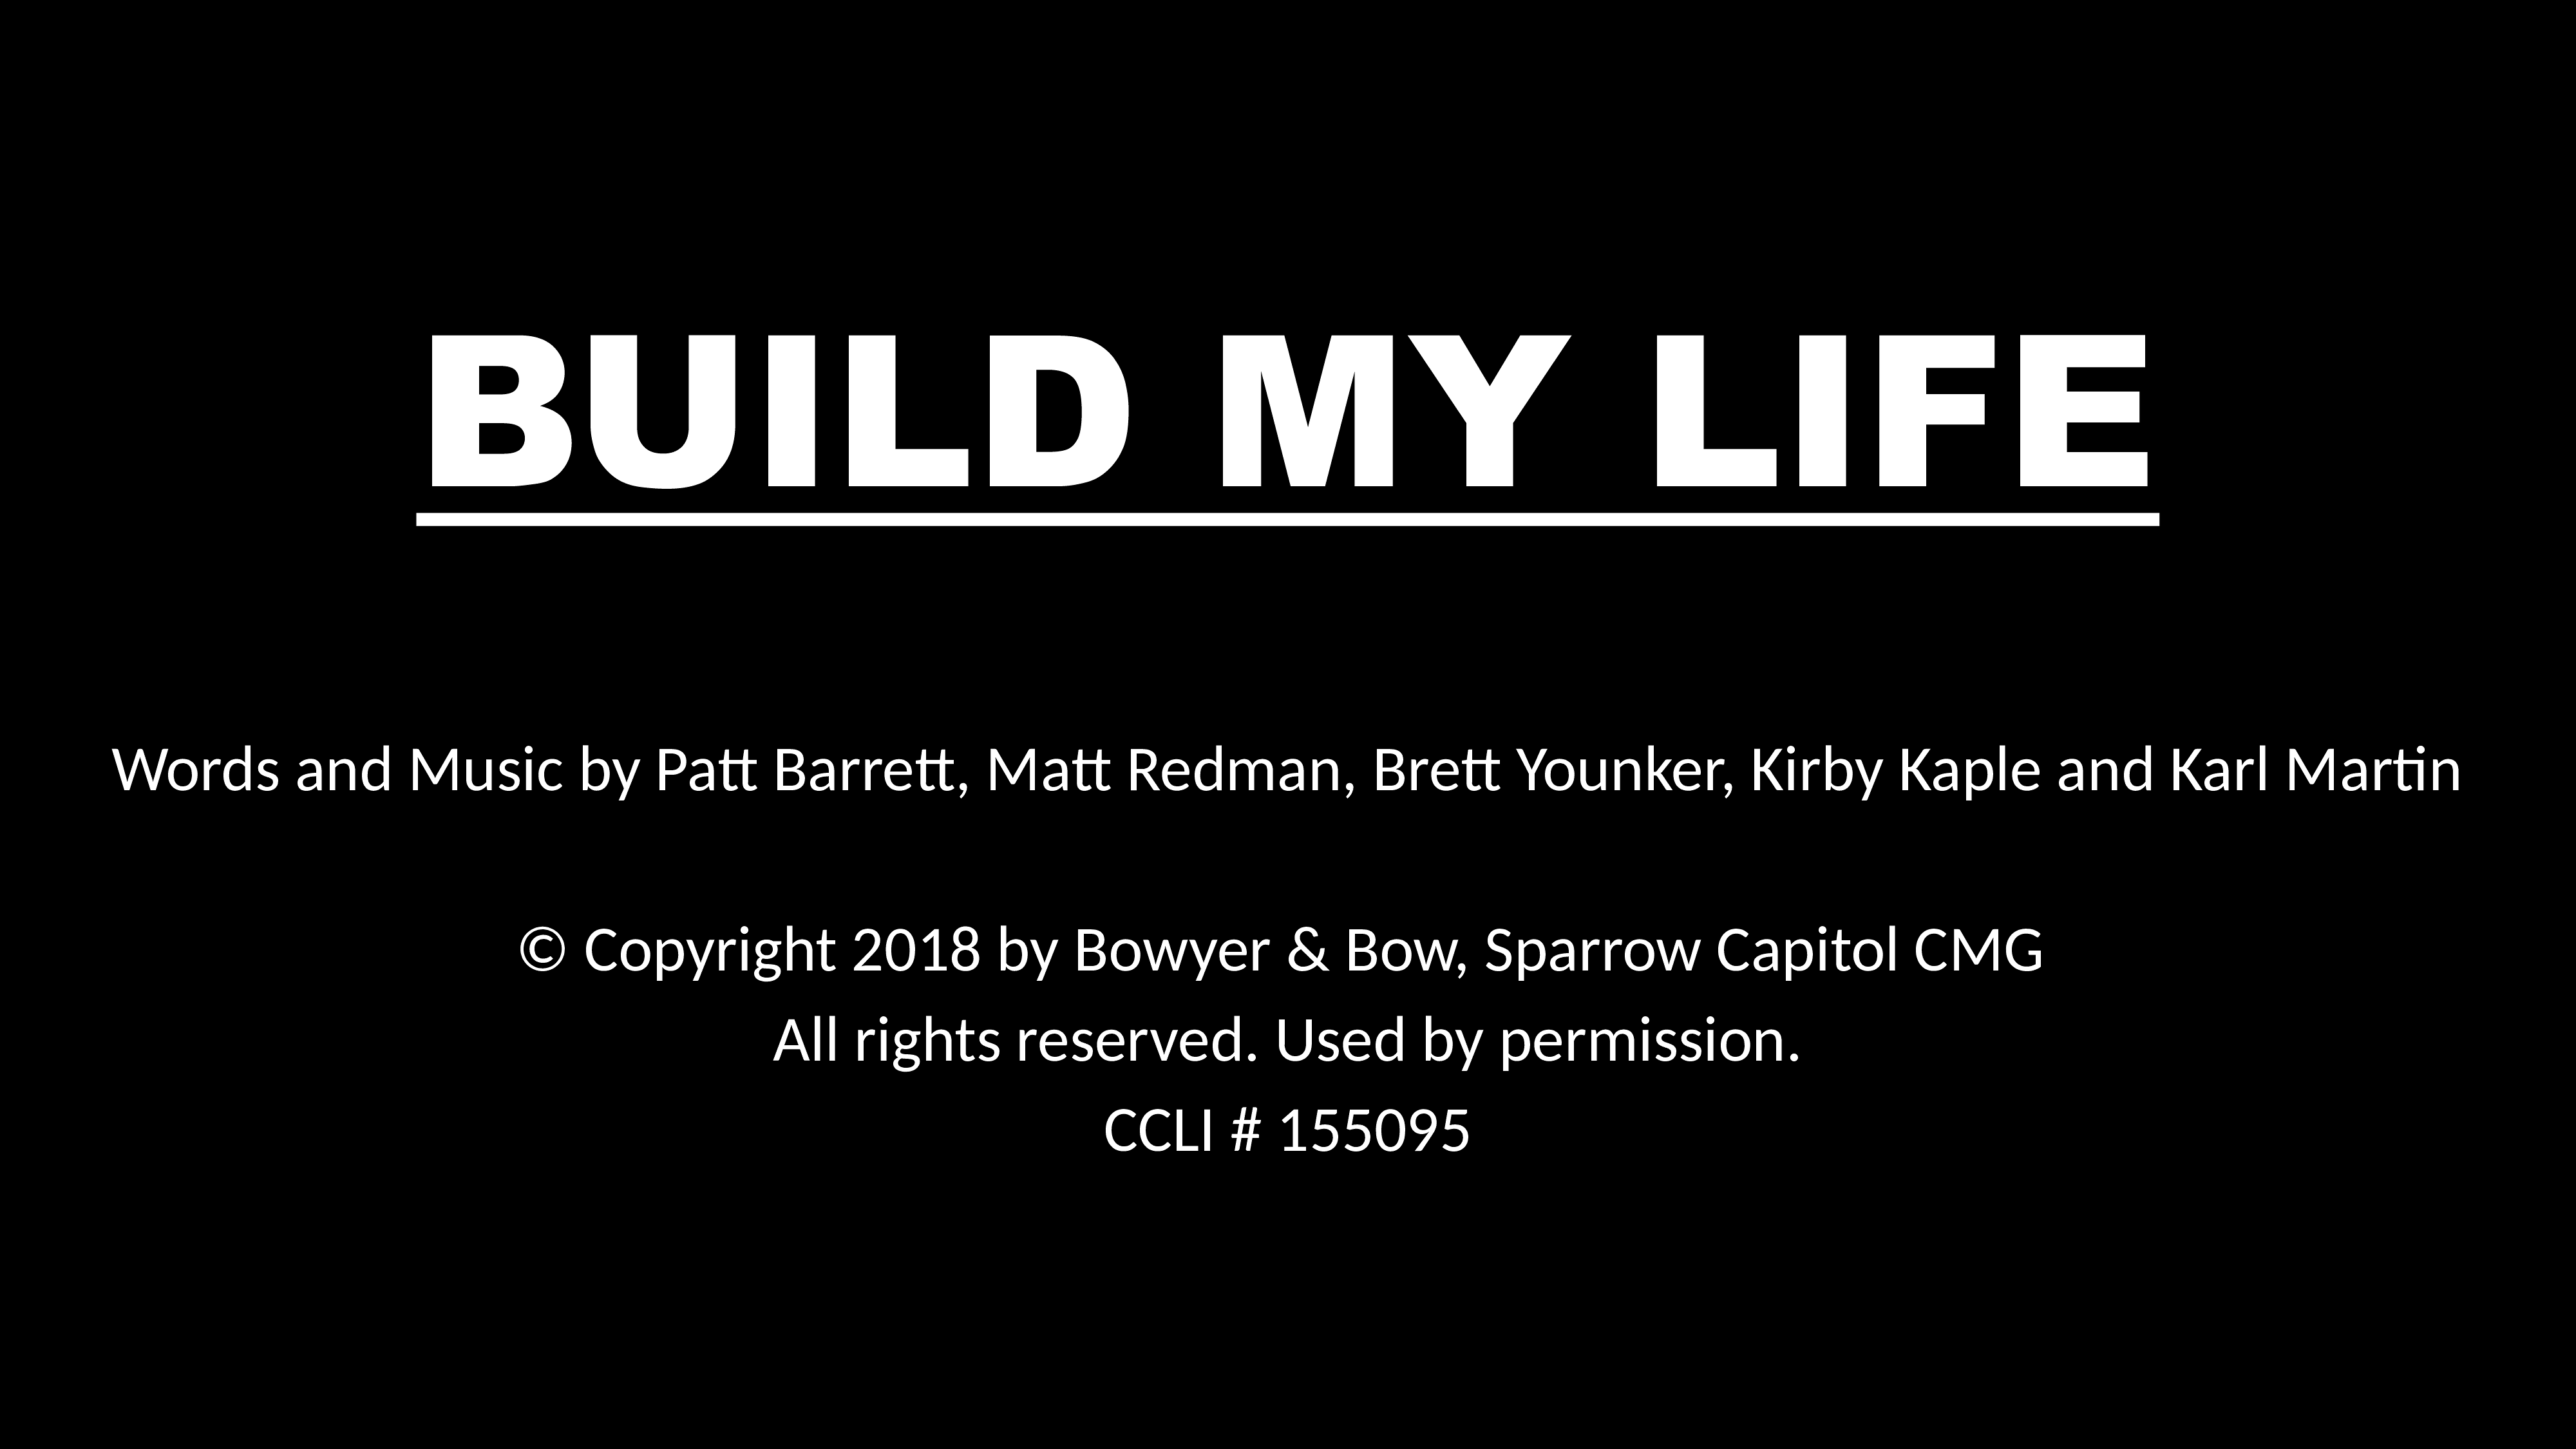 BUILD MY LIFE
Words and Music by Patt Barrett, Matt Redman, Brett Younker, Kirby Kaple and Karl Martin
© Copyright 2018 by Bowyer & Bow, Sparrow Capitol CMG
All rights reserved. Used by permission.
CCLI # 155095